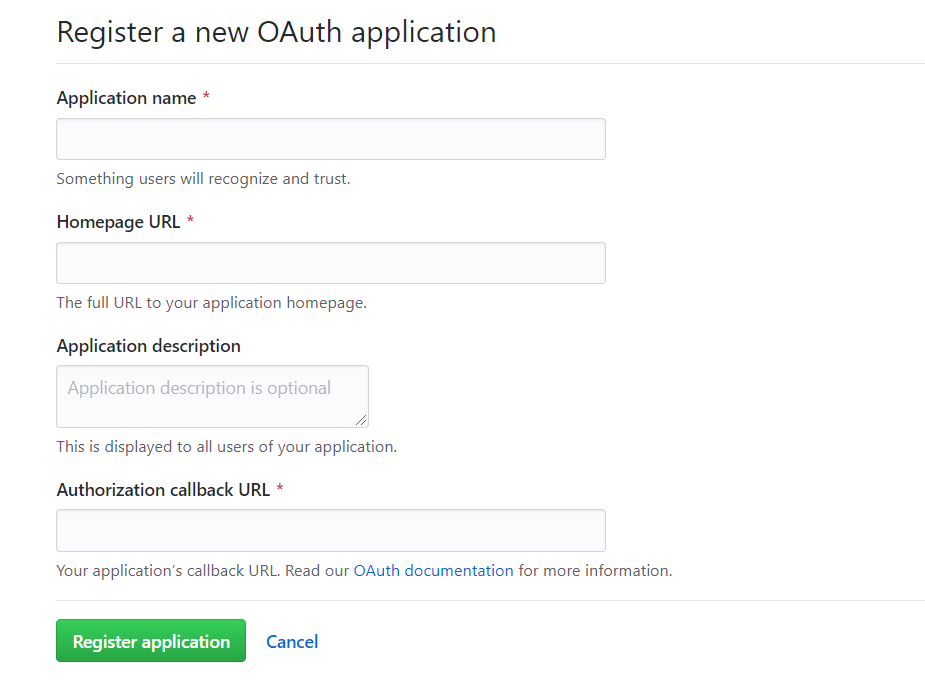 Register a new OAuth application
Application name *
Something users will recognize and trust.
Homepage URL *
The full URL to your application homepage.
Application description
Application description is optional
This is displayed to all users of your application.
Authorization callback URL *
Your application’s callback URL. Read our OAuth documentation for more information.
Register application Cancel